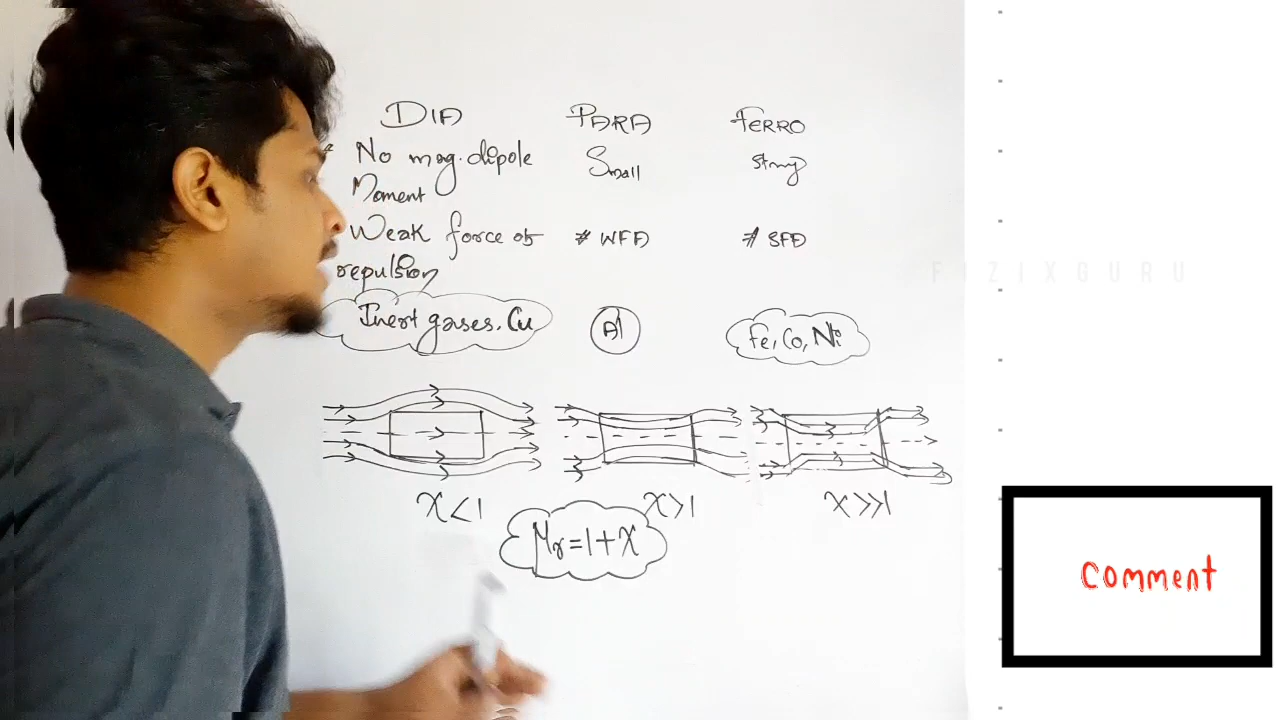 DIA PARA FERRO
No mag. dipole Small Strong
Moment
Weak force of # WFA # SFA
repulsion
Inert gases, Cu Al Fe, Co, Ni
FIZIXGURU
χ<1 χ>1 χ>>1
μr=1+χ
comment